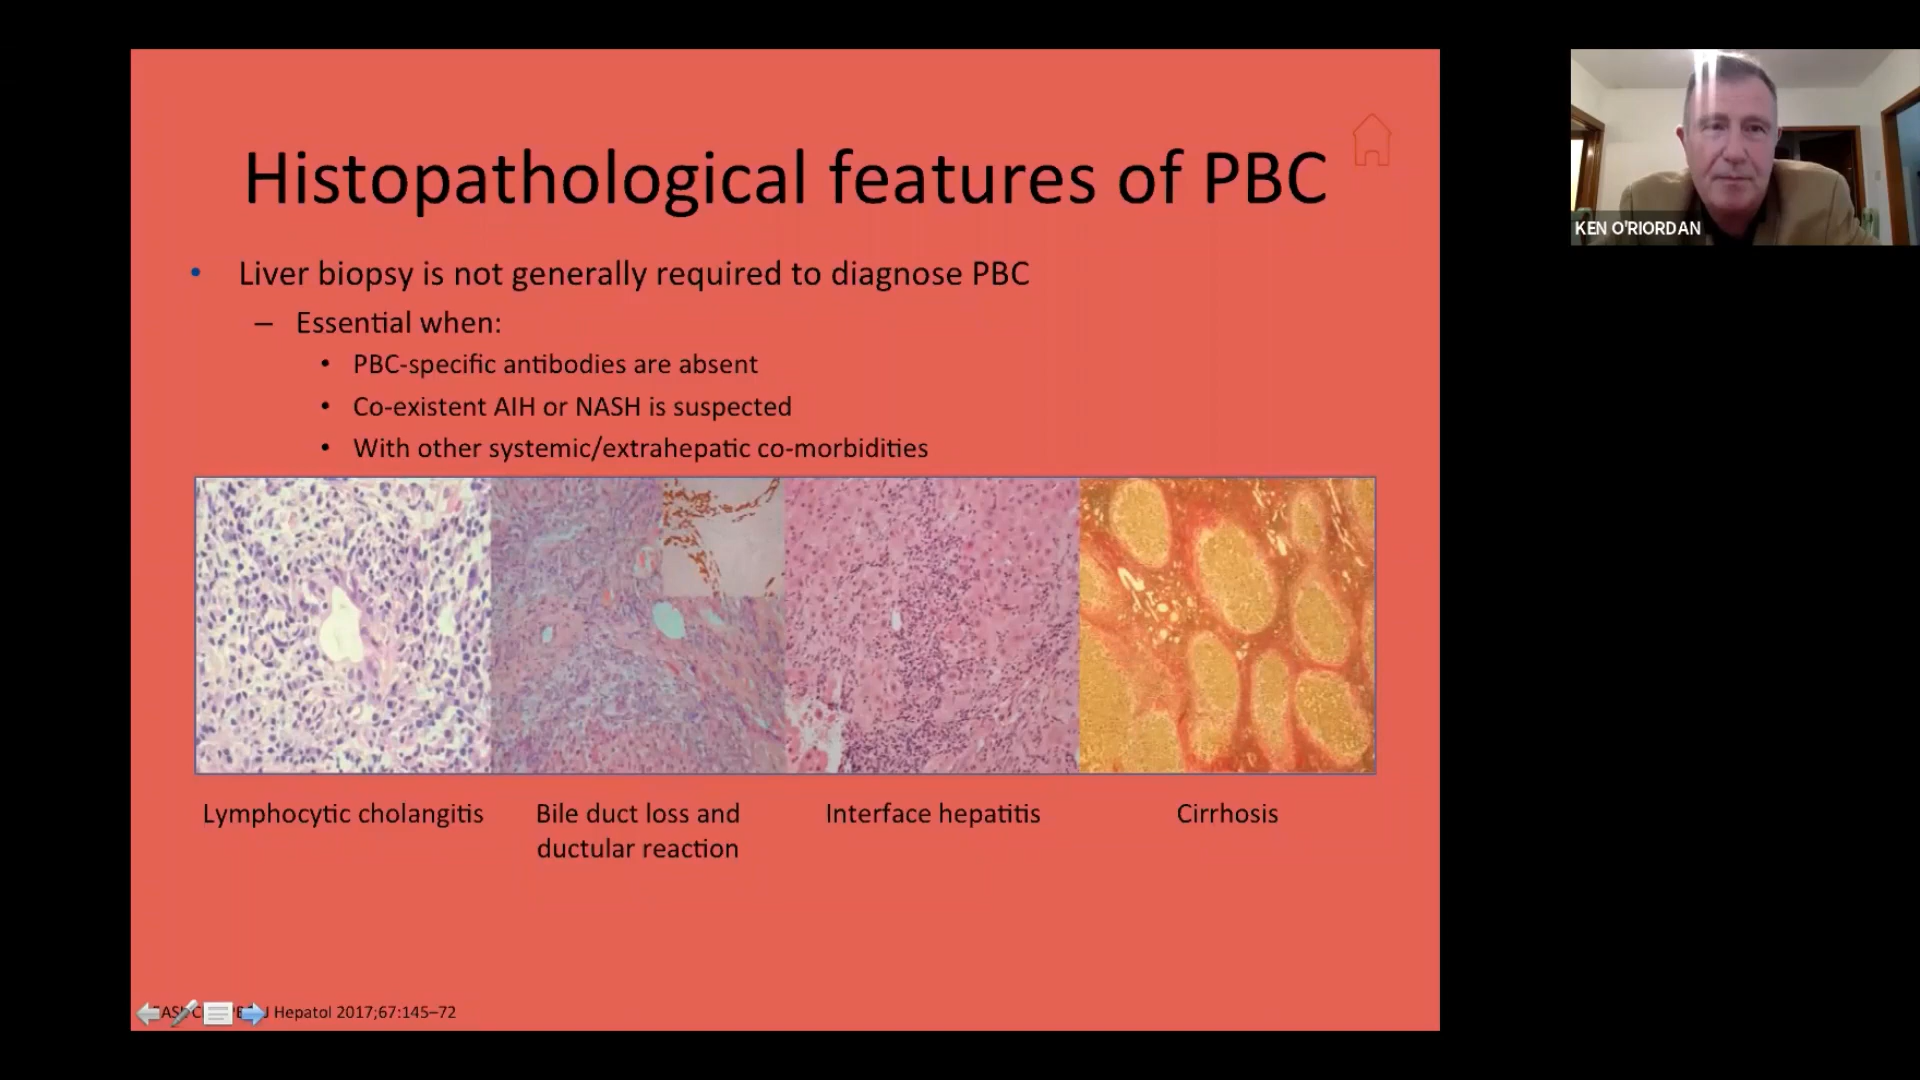 Histopathological features of PBC
• Liver biopsy is not generally required to diagnose PBC
– Essential when:
• PBC-specific antibodies are absent
• Co-existent AIH or NASH is suspected
• With other systemic/extrahepatic co-morbidities
Lymphocytic cholangitis
Bile duct loss and
ductular reaction
Interface hepatitis
Cirrhosis
J Hepatol 2017;67:145–72
KEN O'RIORDAN